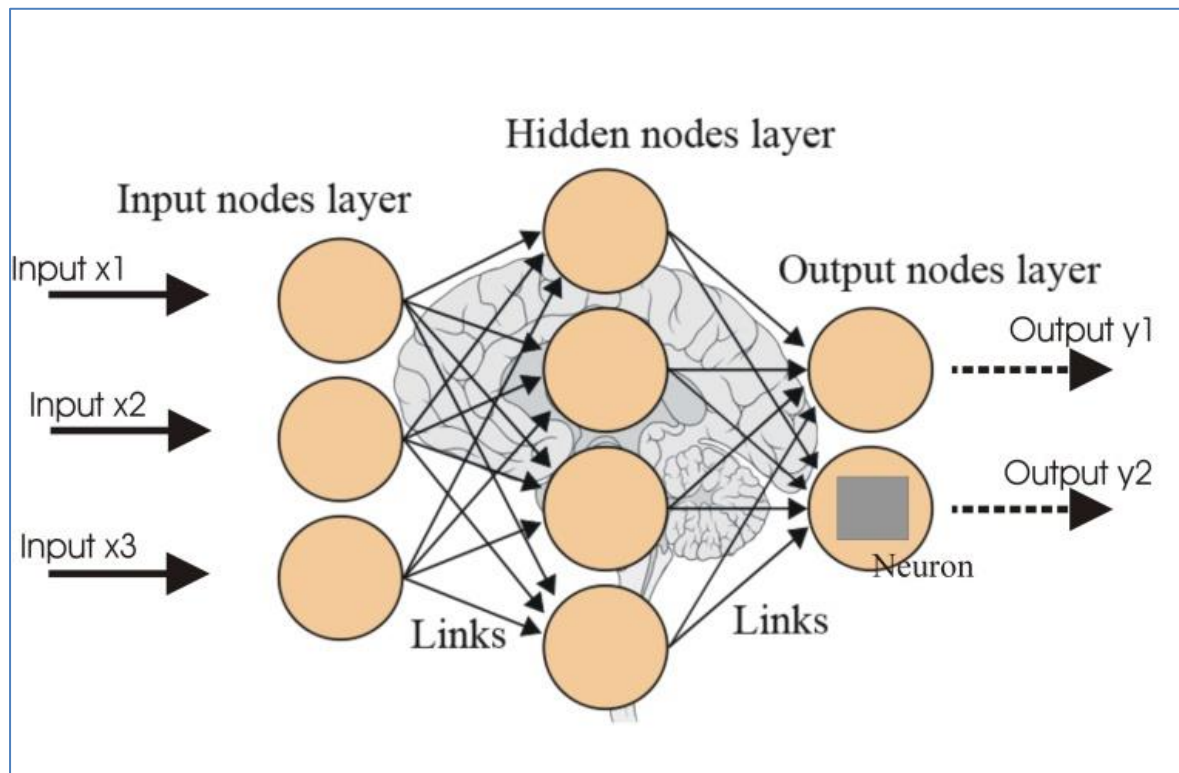 Hidden nodes layer
Input nodes layer
Input x1
Output nodes layer
Output y1
Input x2
Output y2
Input x3
Neuron
Links
Links